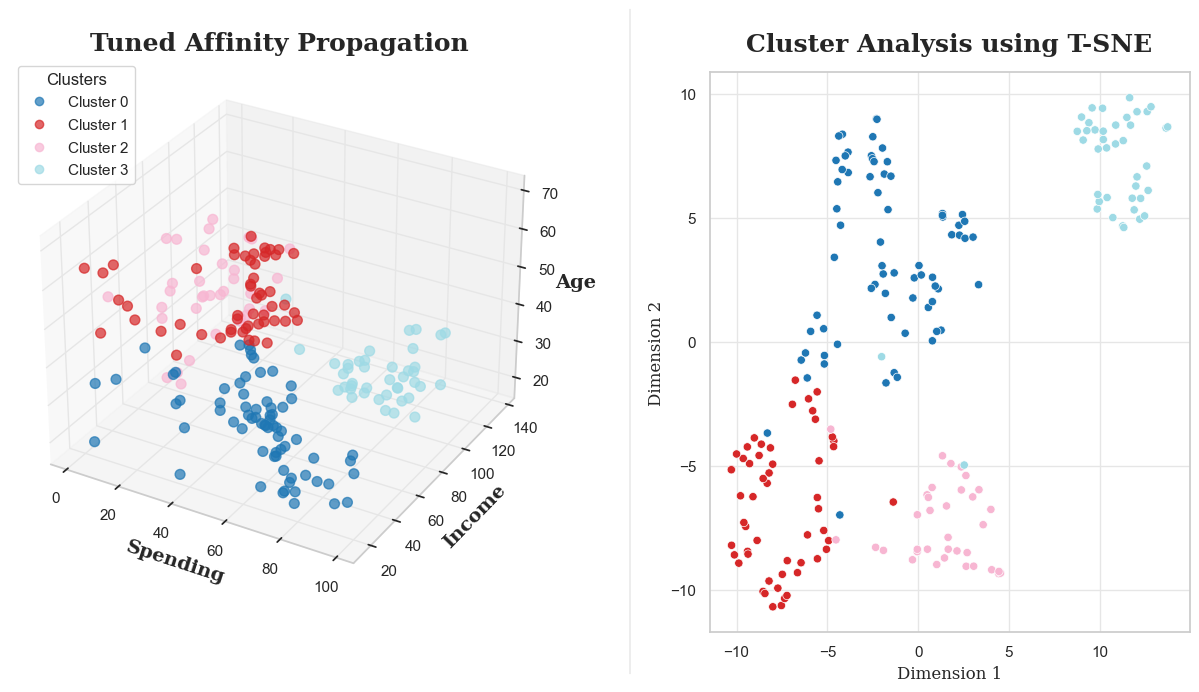 Tuned Affinity Propagation
Clusters
Cluster 0
Cluster 1
Cluster 2
Cluster 3
70
60
50
40
30
20
Age
140
120
100
80
60
40
20
Income
0
20
40
60
80
100
Spending
Cluster Analysis using T-SNE
10
5
0
−5
−10
Dimension 2
−10
−5
0
5
10
Dimension 1